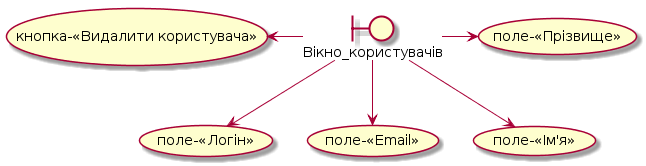 кнопка-«Видалити користувача»
Вікно_користувачів
поле-«Прізвище»
поле-«Логін»
поле-«Email»
поле-«Ім'я»